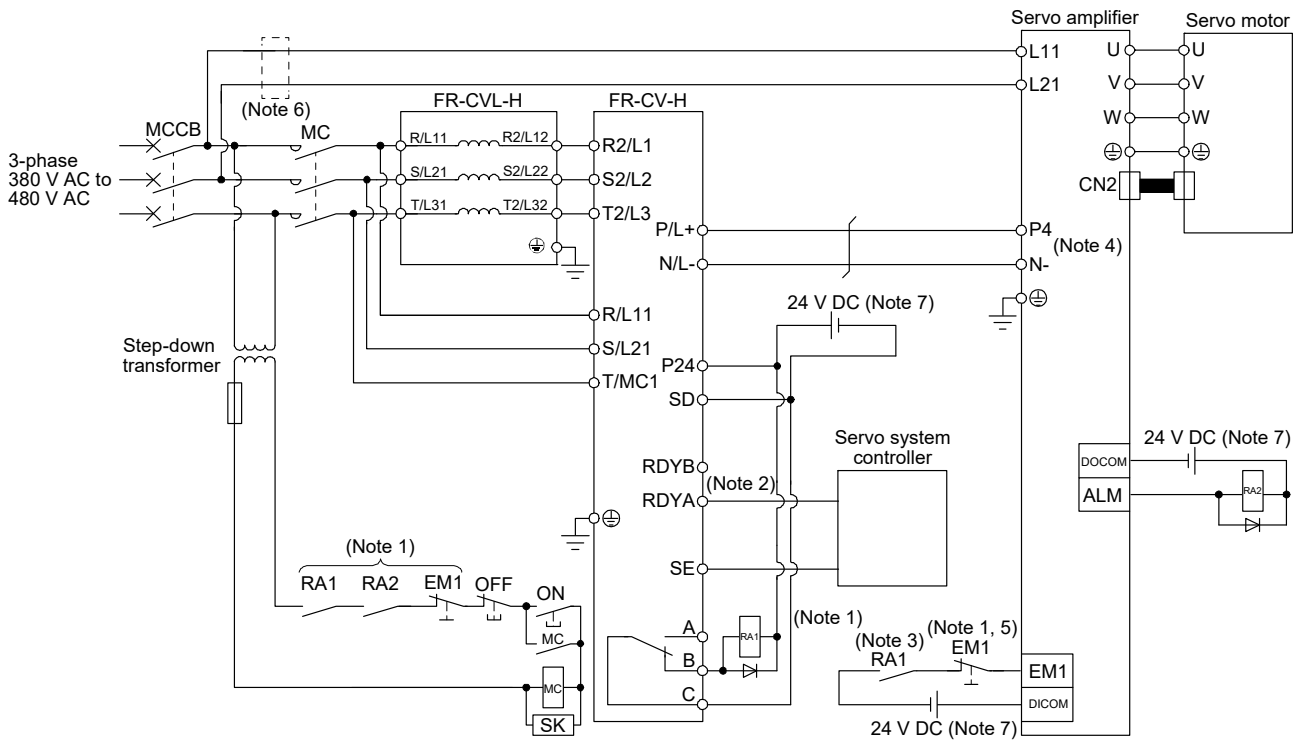 Servo amplifier
Servo motor
L11
U
U
L21
V
V
(Note 6)
FR-CVL-H
FR-CV-H
W
W
MCCB
MC
R/L11
R2/L12
R2/L1
3-phase
380 V AC to
480 V AC
S/L21
S2/L22
S2/L2
CN2
T/L31
T2/L32
T2/L3
P/L+
P4
(Note 4)
N/L-
N-
24 V DC (Note 7)
R/L11
Step-down
transformer
S/L21
P24
T/MC1
SD
Servo system
controller
24 V DC (Note 7)
DOCOM
RDYB
(Note 2)
RDYA
ALM
RA2
(Note 1)
SE
RA1
RA2
EM1
OFF
ON
MC
A
RA1
(Note 1)
(Note 3)
RA1
(Note 1, 5)
EM1
B
EM1
MC
C
DICOM
SK
24 V DC (Note 7)